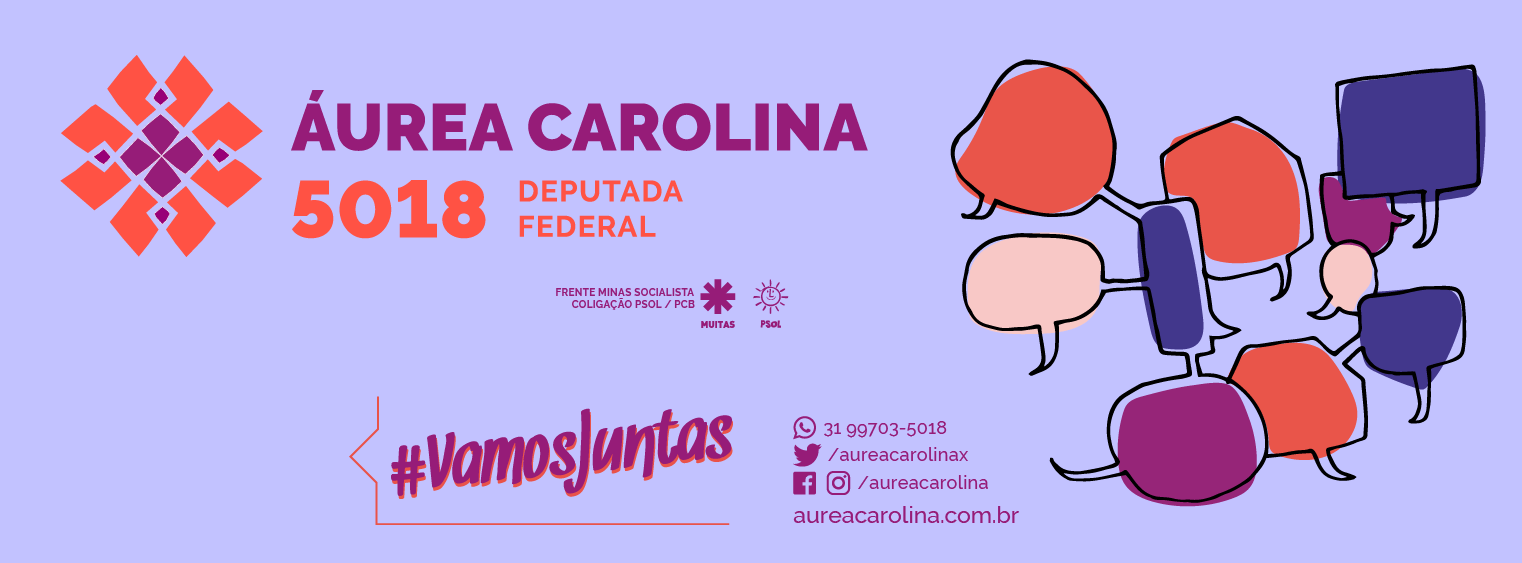 ÁUREA CAROLINA
5018
DEPUTADA
FEDERAL
FRENTE MINAS SOCIALISTA
COLIGAÇÃO PSOL / PCB
MUITAS
PSOL
#VamosJuntas
31 99703-5018
/aureacarolinax
/aureacarolina
aureacarolina.com.br